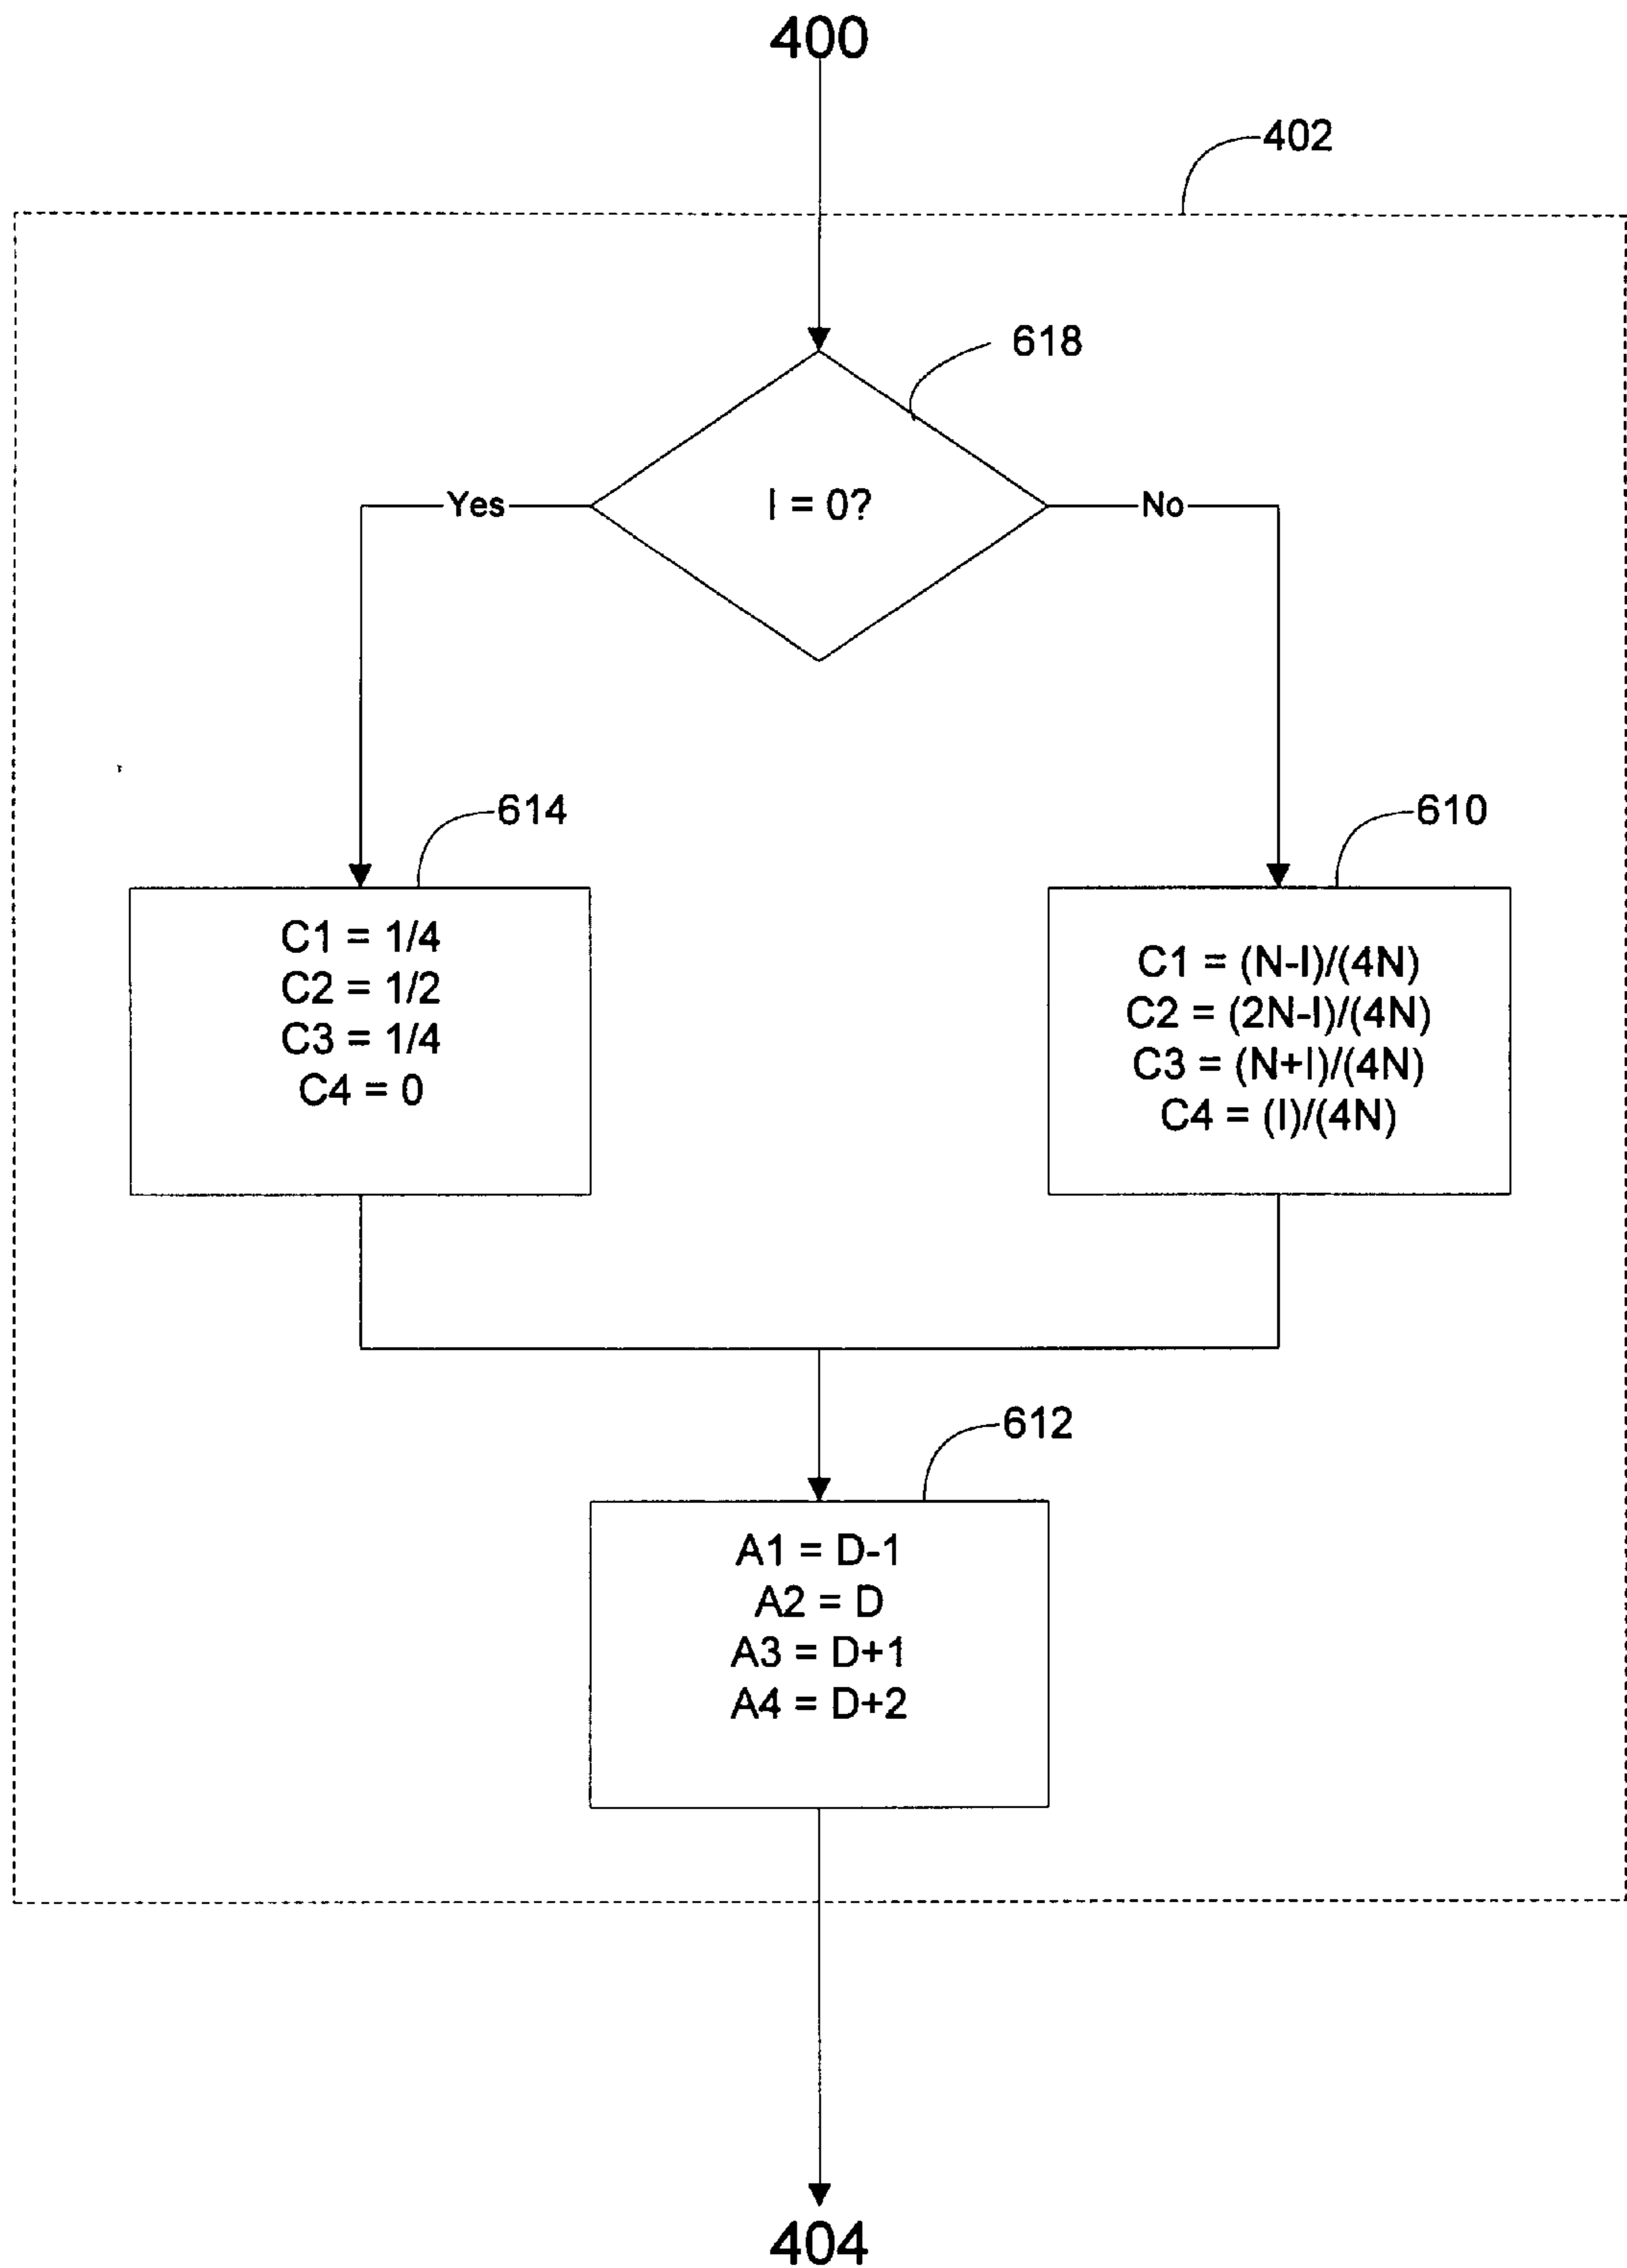 400
402
618
I = 0?
Yes
No
614
610
C1 = 1/4
C2 = 1/2
C3 = 1/4
C4 = 0
C1 = (N-I)/(4N)
C2 = (2N-I)/(4N)
C3 = (N+I)/(4N)
C4 = (I)/(4N)
612
A1 = D-1
A2 = D
A3 = D+1
A4 = D+2
404